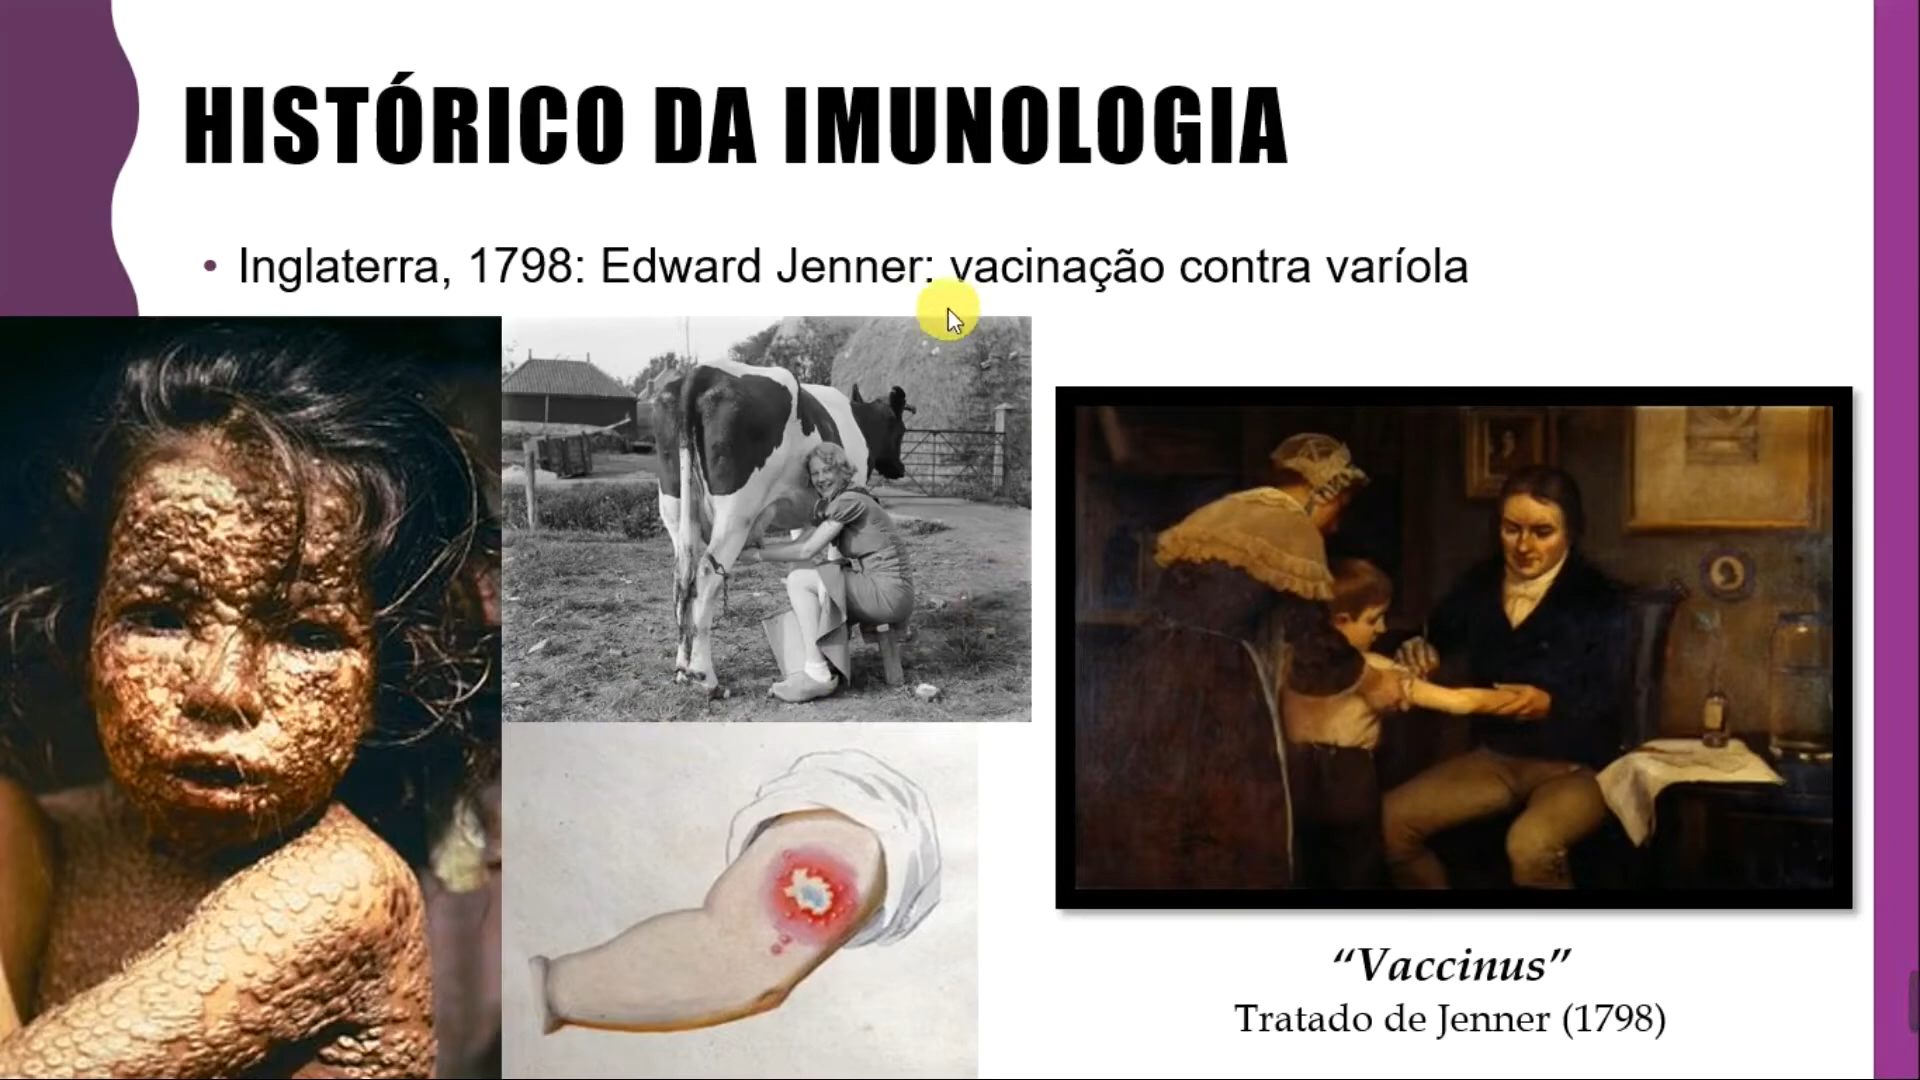 HISTÓRICO DA IMUNOLOGIA
• Inglaterra, 1798: Edward Jenner: vacinação contra varíola
“Vaccinus”
Tratado de Jenner (1798)